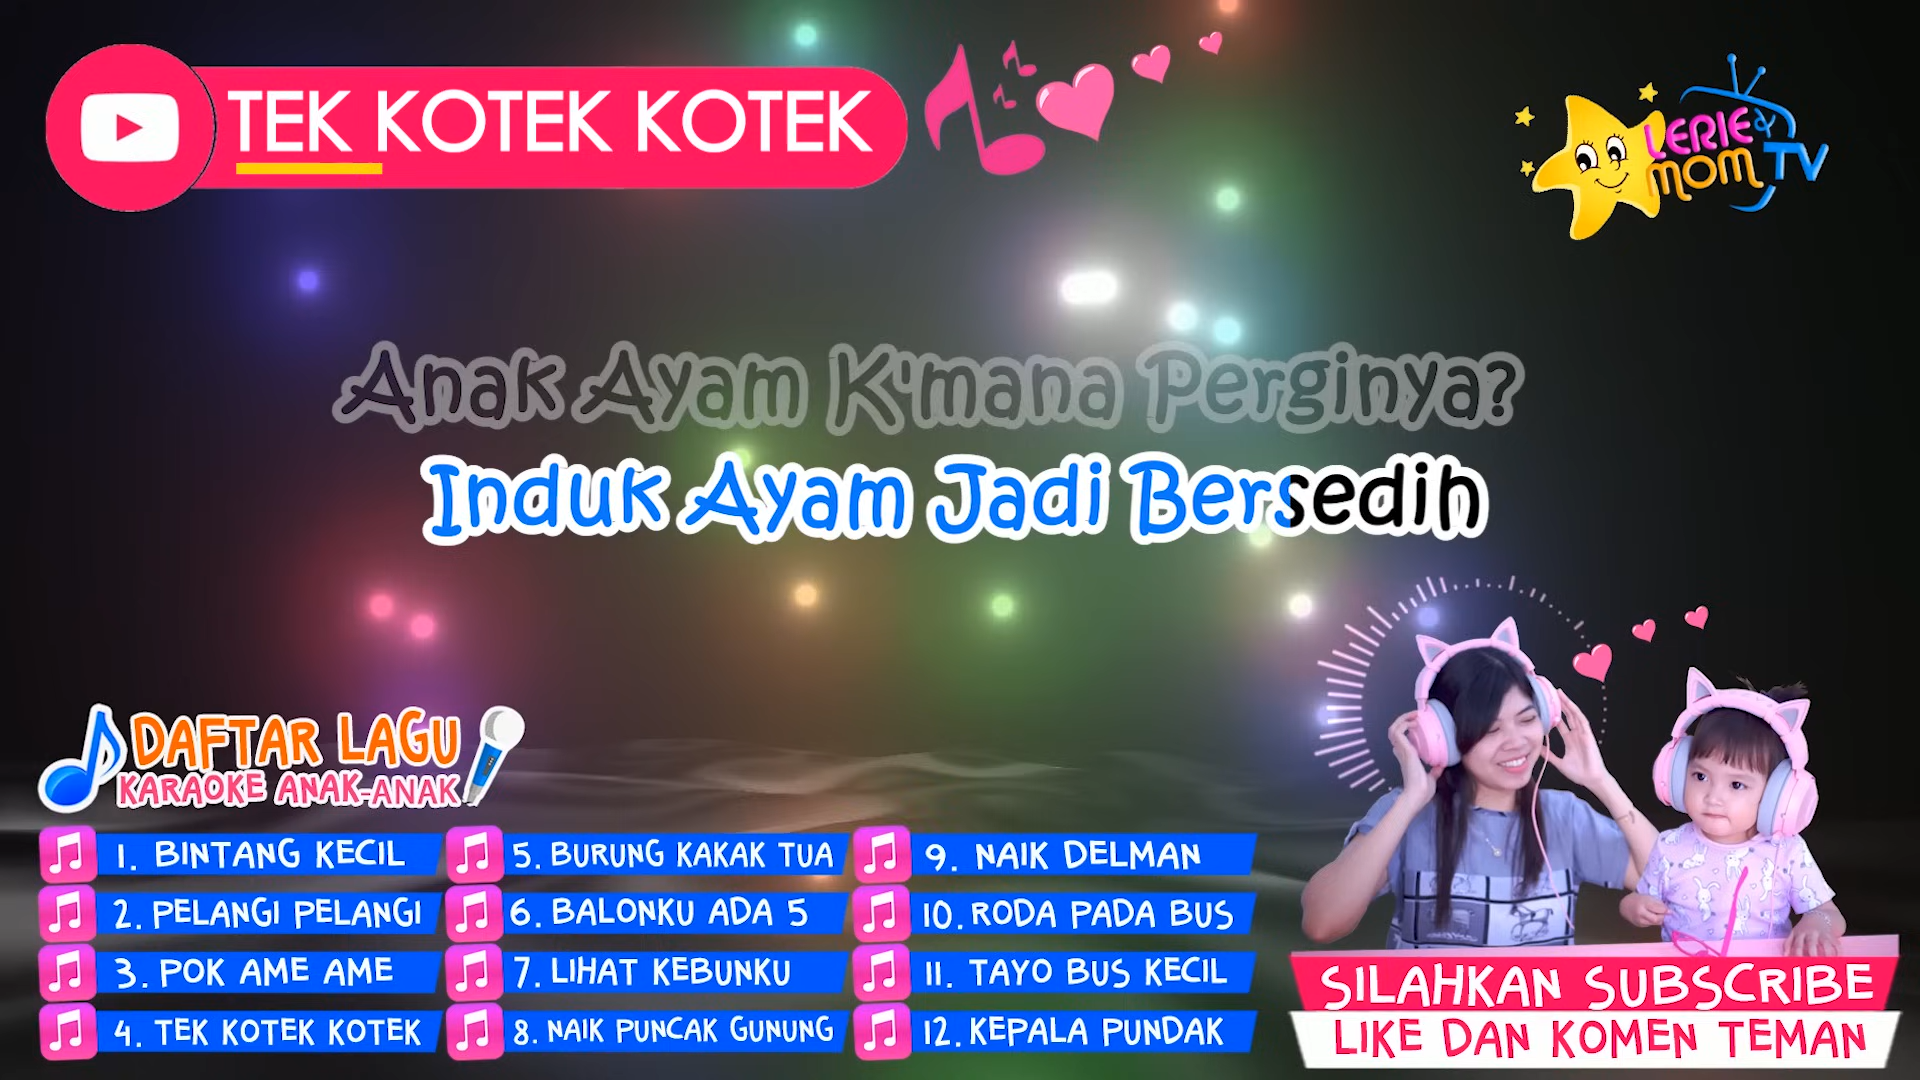 TEK KOTEK KOTEK
LERIE &
MOM TV
Anak Ayam K'mana Perginya?
Induk Ayam Jadi Bersedih
DAFTAR LAGU
KARAOKE ANAK-ANAK
1. BINTANG KECIL
2. PELANGI PELANGI
3. POK AME AME
4. TEK KOTEK KOTEK
5. BURUNG KAKAK TUA
6. BALONKU ADA 5
7. LIHAT KEBUNKU
8. NAIK PUNCAK GUNUNG
9. NAIK DELMAN
10. RODA PADA BUS
11. TAYO BUS KECIL
12. KEPALA PUNDAK
SILAHKAN SUBSCRIBE
LIKE DAN KOMEN TEMAN